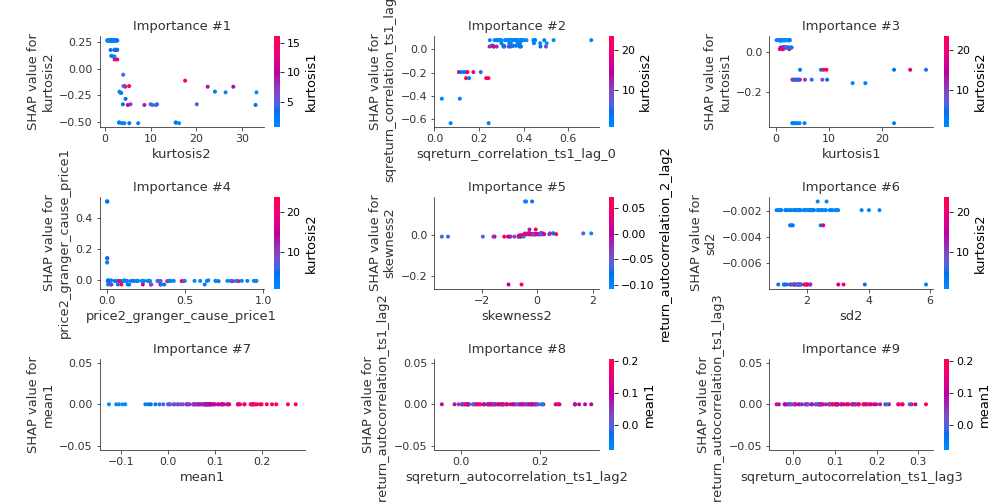 Importance #1
SHAP value for
kurtosis2
0.25
0.00
−0.25
−0.50
0
10
20
30
kurtosis2
15
10
5
kurtosis1
Importance #2
SHAP value for
sqreturn_correlation_ts1_lag_0
0.0
−0.2
−0.4
−0.6
0.0
0.2
0.4
0.6
sqreturn_correlation_ts1_lag_0
20
10
kurtosis2
Importance #3
SHAP value for
kurtosis1
0.0
−0.2
0
10
20
kurtosis1
20
10
kurtosis2
Importance #4
SHAP value for
price2_granger_cause_price1
0.4
0.2
0.0
0.0
0.5
1.0
price2_granger_cause_price1
20
10
kurtosis2
Importance #5
SHAP value for
skewness2
0.0
−0.2
−2
0
2
skewness2
0.05
0.00
−0.05
−0.10
return_autocorrelation_2_lag2
Importance #6
SHAP value for
sd2
−0.002
−0.004
−0.006
2
4
6
sd2
20
10
kurtosis2
Importance #7
SHAP value for
mean1
0.05
0.00
−0.05
−0.1
0.0
0.1
0.2
mean1
Importance #8
SHAP value for
return_autocorrelation_ts1_lag2
0.05
0.00
−0.05
0.0
0.2
sqreturn_autocorrelation_ts1_lag2
0.2
0.1
0.0
mean1
Importance #9
SHAP value for
return_autocorrelation_ts1_lag3
0.05
0.00
−0.05
0.0
0.1
0.2
0.3
sqreturn_autocorrelation_ts1_lag3
0.2
0.1
0.0
mean1